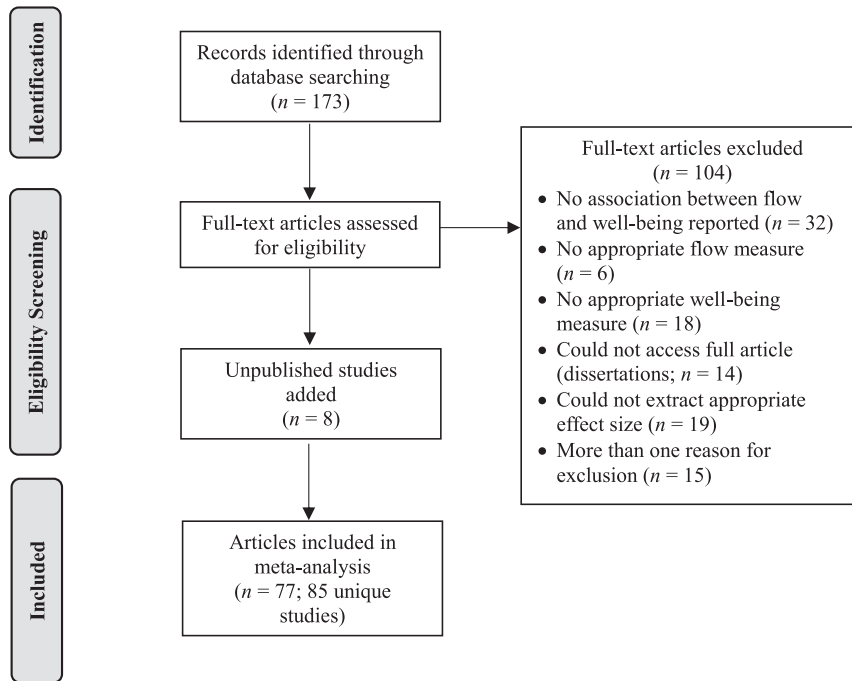 Identification
Records identified through
database searching
(n = 173)
Eligibility Screening
Full-text articles assessed
for eligibility
Full-text articles excluded
(n = 104)
• No association between flow
and well-being reported (n = 32)
• No appropriate flow measure
(n = 6)
• No appropriate well-being
measure (n = 18)
• Could not access full article
(dissertations; n = 14)
• Could not extract appropriate
effect size (n = 19)
• More than one reason for
exclusion (n = 15)
Unpublished studies
added
(n = 8)
Included
Articles included in
meta-analysis
(n = 77; 85 unique
studies)